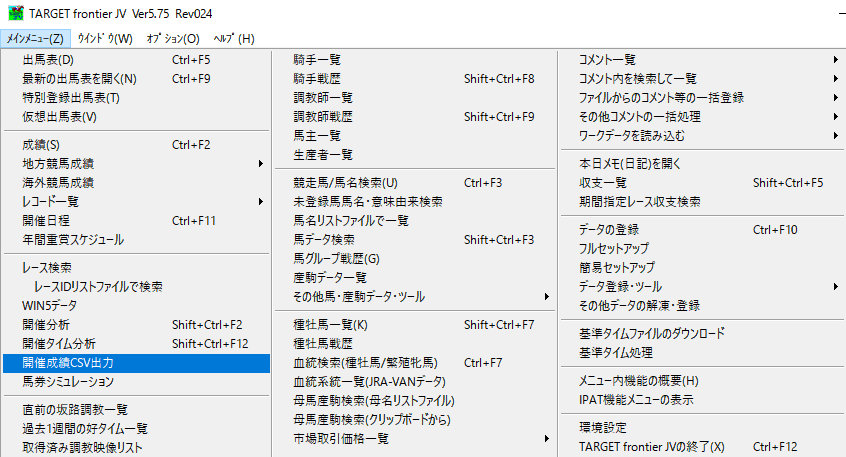 TARGET frontier JV Ver5.75 Rev024
ﾒｲﾝﾒﾆｭｰ(Z) ｳｲﾝﾄﾞｳ(W) ｵﾌﾟｼｮﾝ(O) ﾍﾙﾌﾟ(H)
出馬表(D) Ctrl+F5
最新の出馬表を開く(N) Ctrl+F9
特別登録出馬表(T)
仮想出馬表(V)
成績(S) Ctrl+F2
地方競馬成績
海外競馬成績
レコード一覧
開催日程 Ctrl+F11
年間重賞スケジュール
レース検索
レースIDリストファイルで検索
WIN5データ
開催分析 Shift+Ctrl+F2
開催タイム分析 Shift+Ctrl+F12
開催成績CSV出力
馬券シミュレーション
直前の坂路調教一覧
過去1週間の好タイム一覧
取得済み調教映像リスト
騎手一覧
騎手戦歴 Shift+Ctrl+F8
調教師一覧
調教師戦歴 Shift+Ctrl+F9
馬主一覧
生産者一覧
競走馬/馬名検索(U) Ctrl+F3
未登録馬馬名・意味由来検索
馬名リストファイルで一覧
馬データ検索 Shift+Ctrl+F3
馬グループ戦歴(G)
産駒データ一覧
その他馬・産駒データ・ツール
種牡馬一覧(K) Shift+Ctrl+F7
種牡馬戦歴
血統検索(種牡馬/繁殖牝馬) Ctrl+F7
血統系統一覧(JRA-VANデータ)
母馬産駒検索(母名リストファイル)
母馬産駒検索(クリップボードから)
市場取引価格一覧
コメント一覧
コメント内を検索して一覧
ファイルからのコメント等の一括登録
その他コメントの一括処理
ワークデータを読み込む
本日メモ(日記)を開く
収支一覧 Shift+Ctrl+F5
期間指定レース収支検索
データの登録 Ctrl+F10
フルセットアップ
簡易セットアップ
データ登録・ツール
その他データの解凍・登録
基準タイムファイルのダウンロード
基準タイム処理
メニュー内機能の概要(H)
IPAT機能メニューの表示
環境設定
TARGET frontier JVの終了(X) Ctrl+F12